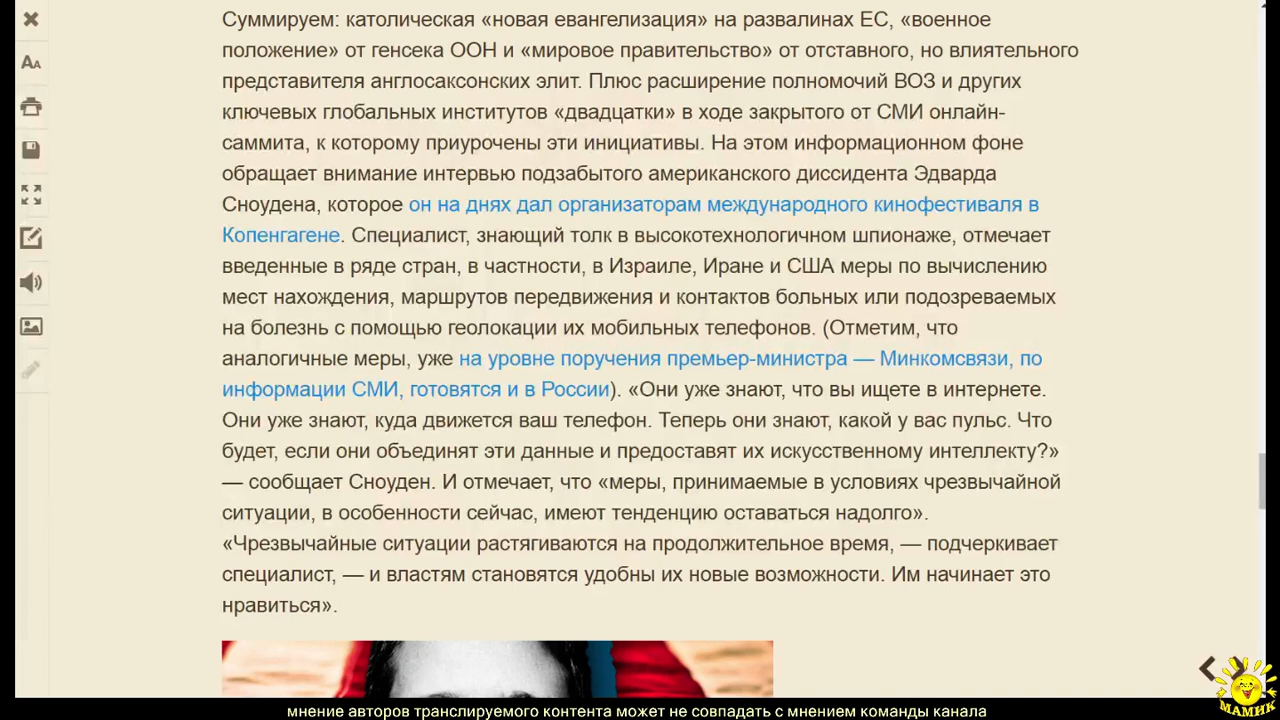 Суммируем: католическая «новая евангелизация» на развалинах ЕС, «военное
положение» от генсека ООН и «мировое правительство» от отставного, но влиятельного
представителя англосаксонских элит. Плюс расширение полномочий ВОЗ и других
ключевых глобальных институтов «двадцатки» в ходе закрытого от СМИ онлайн-
саммита, к которому приурочены эти инициативы. На этом информационном фоне
обращает внимание интервью подзабытого американского диссидента Эдварда
Сноудена, которое он на днях дал организаторам международного кинофестиваля в
Копенгагене. Специалист, знающий толк в высокотехнологичном шпионаже, отмечает
введенные в ряде стран, в частности, в Израиле, Иране и США меры по вычислению
мест нахождения, маршрутов передвижения и контактов больных или подозреваемых
на болезнь с помощью геолокации их мобильных телефонов. (Отметим, что
аналогичные меры, уже на уровне поручения премьер-министра — Минкомсвязи, по
информации СМИ, готовятся и в России). «Они уже знают, что вы ищете в интернете.
Они уже знают, куда движется ваш телефон. Теперь они знают, какой у вас пульс. Что
будет, если они объединят эти данные и предоставят их искусственному интеллекту?»
— сообщает Сноуден. И отмечает, что «меры, принимаемые в условиях чрезвычайной
ситуации, в особенности сейчас, имеют тенденцию оставаться надолго».
«Чрезвычайные ситуации растягиваются на продолжительное время, — подчеркивает
специалист, — и властям становятся удобны их новые возможности. Им начинает это
нравиться».
МАМИК
мнение авторов транслируемого контента может не совпадать с мнением команды канала